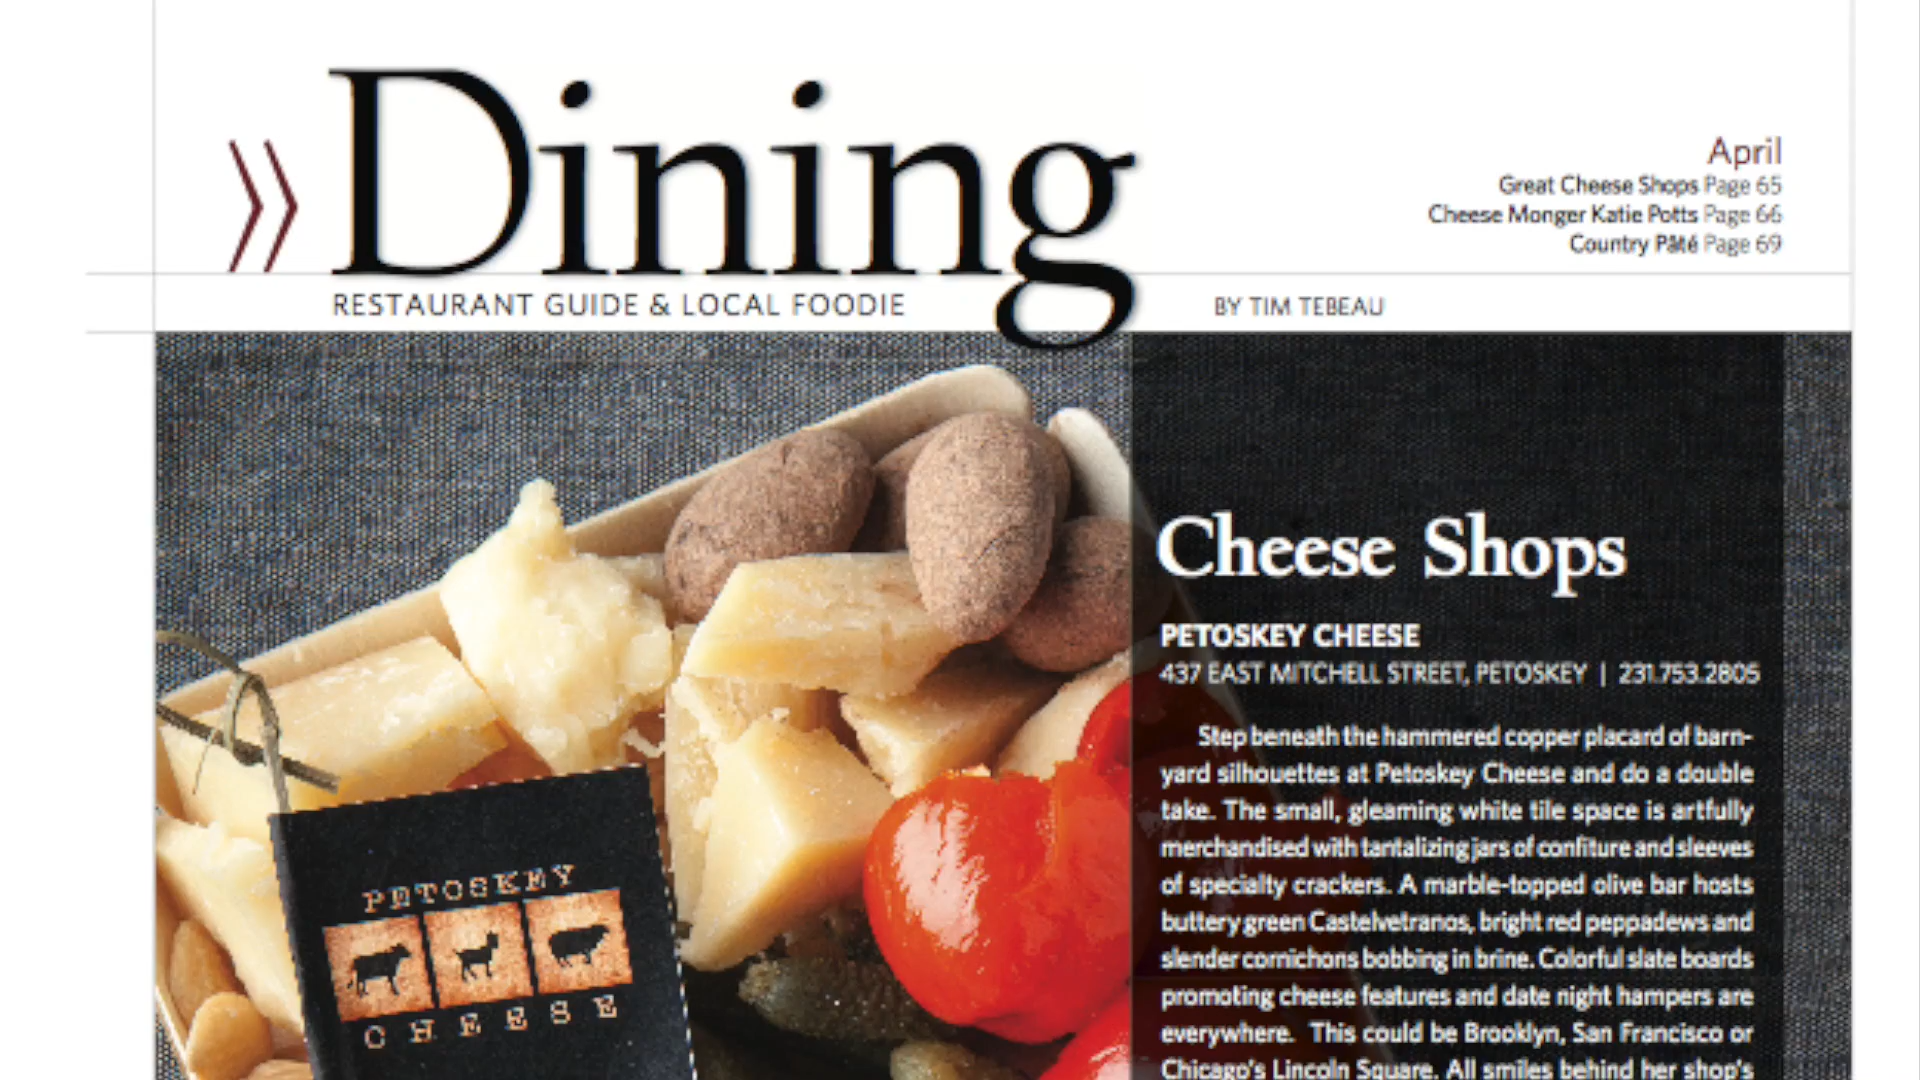 Dining
April
Great Cheese Shops Page 65
Cheese Monger Katie Potts Page 66
Country Pâté Page 69
RESTAURANT GUIDE & LOCAL FOODIE
BY TIM TEBEAU
Cheese Shops
PETOSKEY CHEESE
437 EAST MITCHELL STREET, PETOSKEY | 231.753.2805
Step beneath the hammered copper placard of barn-
yard silhouettes at Petoskey Cheese and do a double
take. The small, gleaming white tile space is artfully
merchandised with tantalizing jars of confiture and sleeves
of specialty crackers. A marble-topped olive bar hosts
buttery green Castelvetranos, bright red peppadews and
slender cornichons bobbing in brine. Colorful slate boards
promoting cheese features and date night hampers are
everywhere. This could be Brooklyn, San Francisco or
Chicago's Lincoln Square. All smiles behind her shop's
PETOSKEY
CHEESE